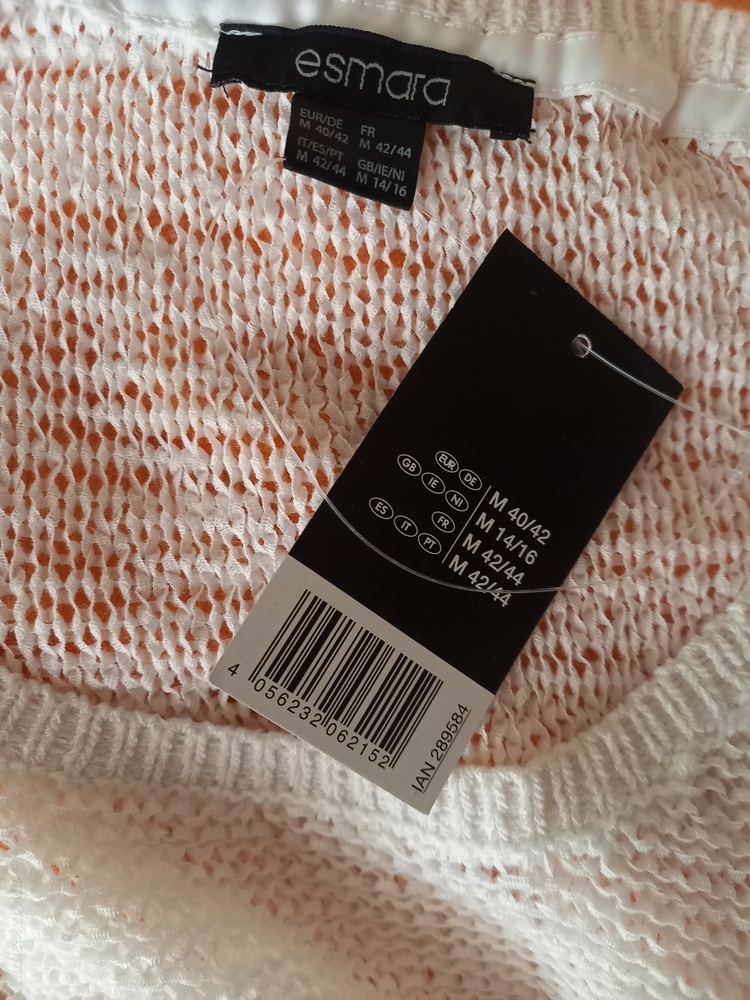 esmara
EUR/DE FR
M 40/42 M 42/44
IT/ES/PT GB/IE/NI
M 42/44 M 14/16
EUR DE M 40/42
GB IE NI M 14/16
FR M 42/44
ES IT PT M 42/44
4 056232 062152
IAN 289584